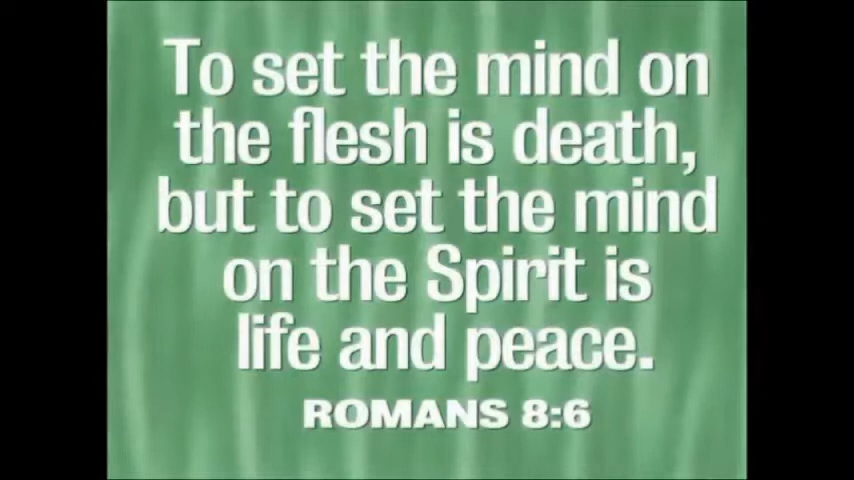 To set the mind on
the flesh is death,
but to set the mind
on the Spirit is
life and peace.
ROMANS 8:6